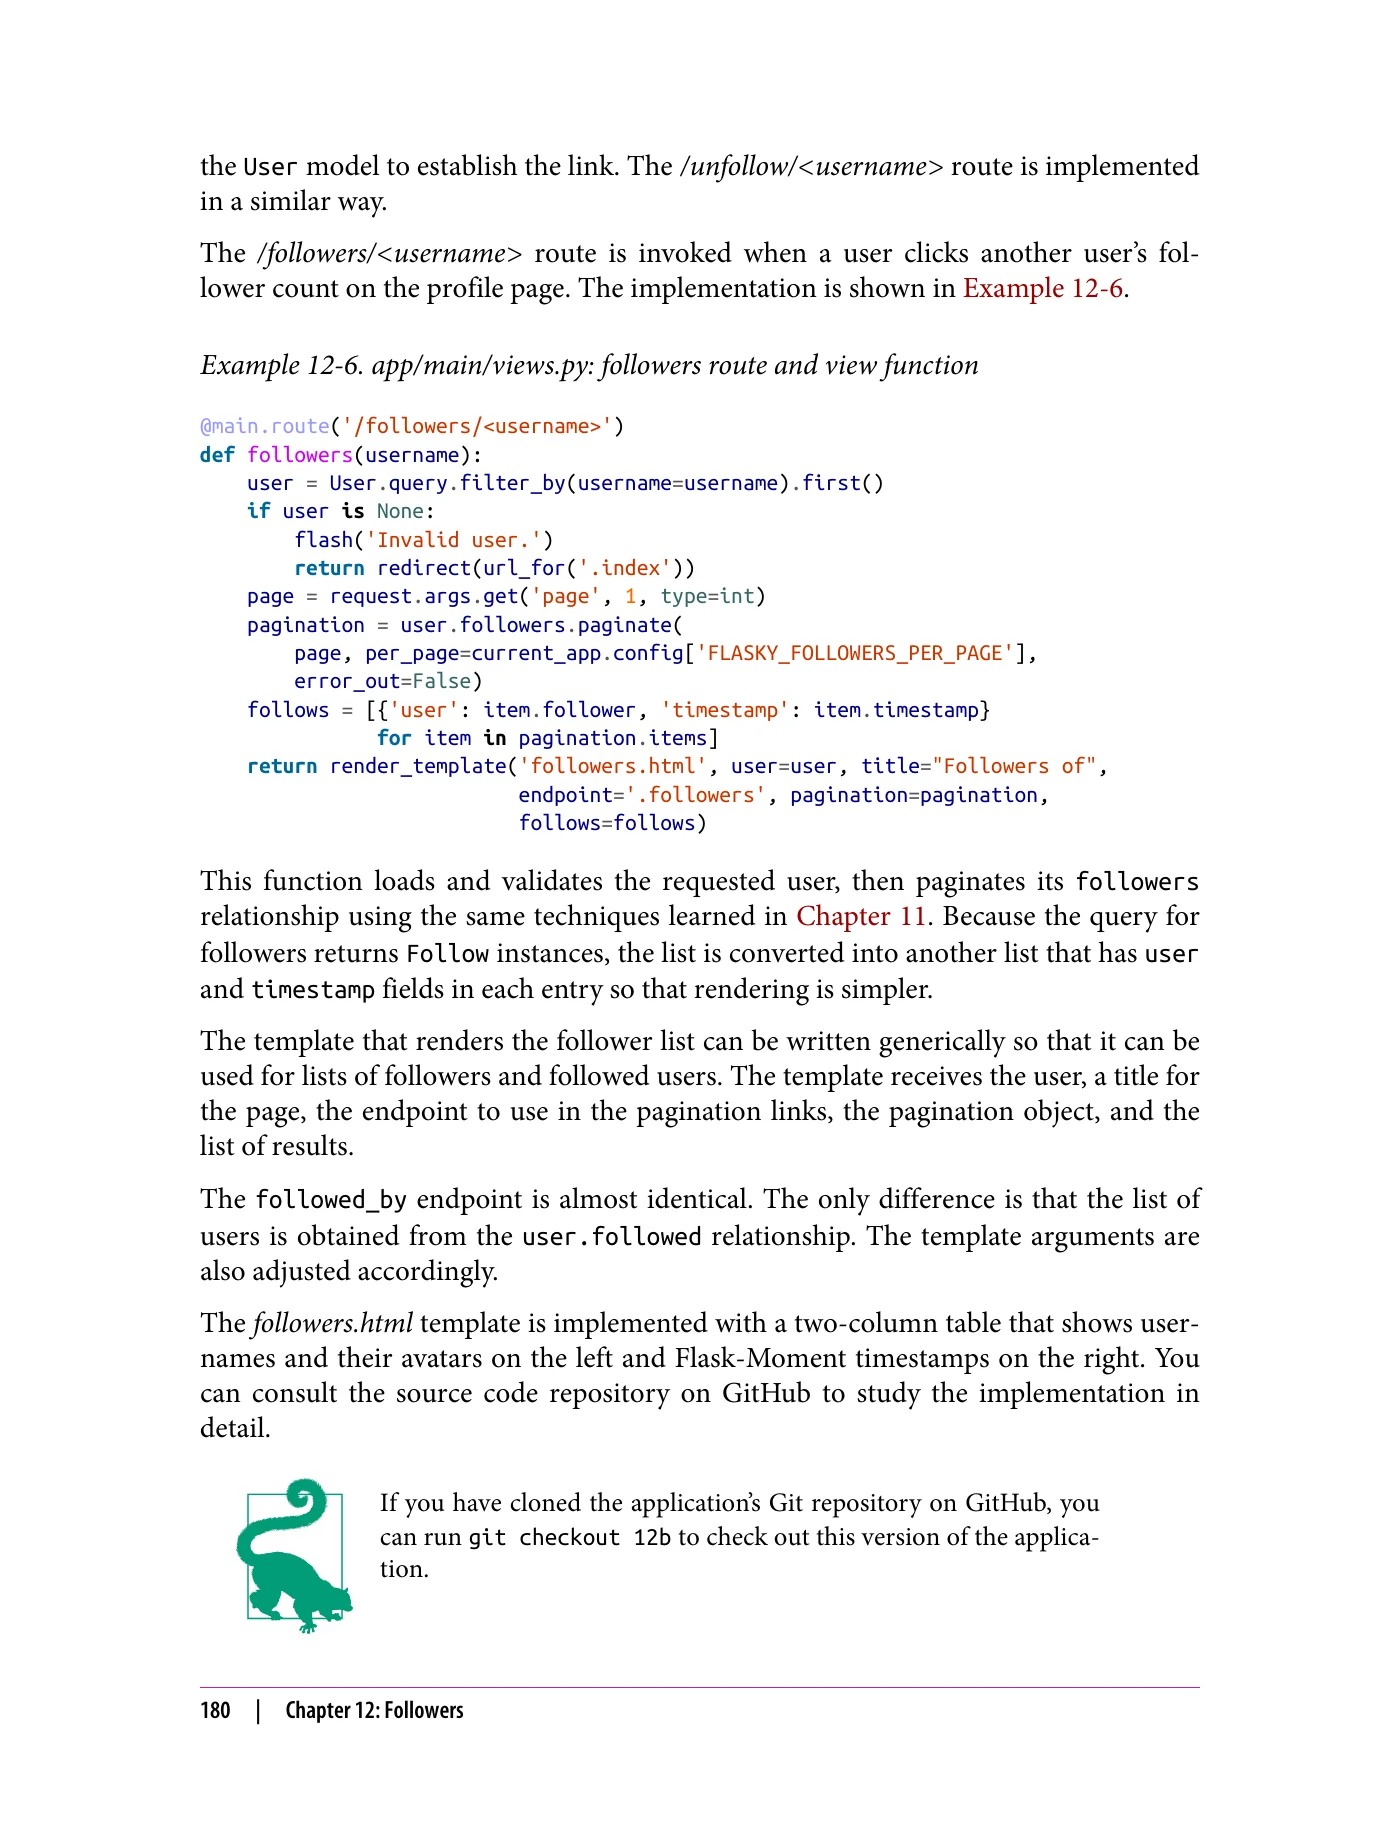 the User model to establish the link. The /unfollow/<username> route is implemented
in a similar way.
The /followers/<username> route is invoked when a user clicks another user’s fol-
lower count on the profile page. The implementation is shown in Example 12-6.
Example 12-6. app/main/views.py: followers route and view function
@main.route('/followers/<username>')
def followers(username):
    user = User.query.filter_by(username=username).first()
    if user is None:
        flash('Invalid user.')
        return redirect(url_for('.index'))
    page = request.args.get('page', 1, type=int)
    pagination = user.followers.paginate(
        page, per_page=current_app.config['FLASKY_FOLLOWERS_PER_PAGE'],
        error_out=False)
    follows = [{'user': item.follower, 'timestamp': item.timestamp}
               for item in pagination.items]
    return render_template('followers.html', user=user, title="Followers of",
                           endpoint='.followers', pagination=pagination,
                           follows=follows)
This function loads and validates the requested user, then paginates its followers
relationship using the same techniques learned in Chapter 11. Because the query for
followers returns Follow instances, the list is converted into another list that has user
and timestamp fields in each entry so that rendering is simpler.
The template that renders the follower list can be written generically so that it can be
used for lists of followers and followed users. The template receives the user, a title for
the page, the endpoint to use in the pagination links, the pagination object, and the
list of results.
The followed_by endpoint is almost identical. The only difference is that the list of
users is obtained from the user.followed relationship. The template arguments are
also adjusted accordingly.
The followers.html template is implemented with a two-column table that shows user-
names and their avatars on the left and Flask-Moment timestamps on the right. You
can consult the source code repository on GitHub to study the implementation in
detail.
If you have cloned the application’s Git repository on GitHub, you
can run git checkout 12b to check out this version of the applica-
tion.
180 | Chapter 12: Followers